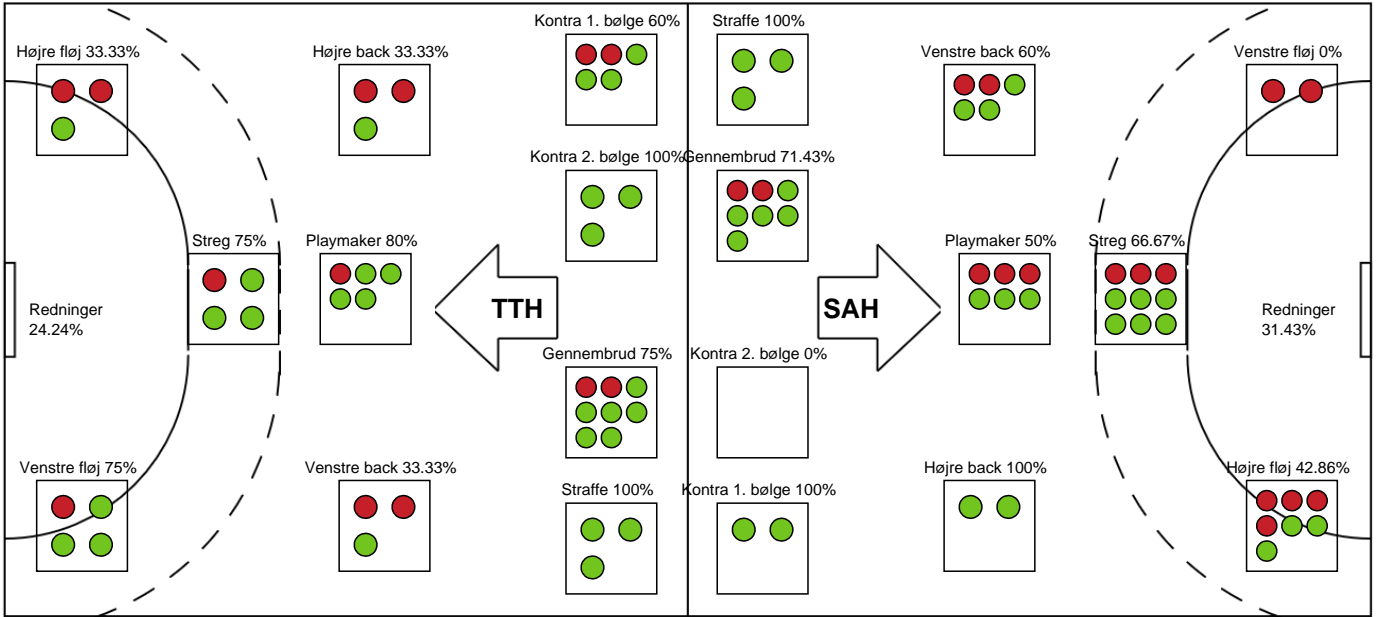 Kontra 1. bølge 60%
Straffe 100%
Højre fløj 33.33%
Højre back 33.33%
Venstre back 60%
Venstre fløj 0%
Kontra 2. bølge 100%
Gennembrud 71.43%
Streg 75%
Playmaker 80%
Playmaker 50%
Streg 66.67%
Redninger
24.24%
TTH
SAH
Redninger
31.43%
Gennembrud 75%
Kontra 2. bølge 0%
Venstre fløj 75%
Venstre back 33.33%
Højre back 100%
Højre fløj 42.86%
Straffe 100%
Kontra 1. bølge 100%